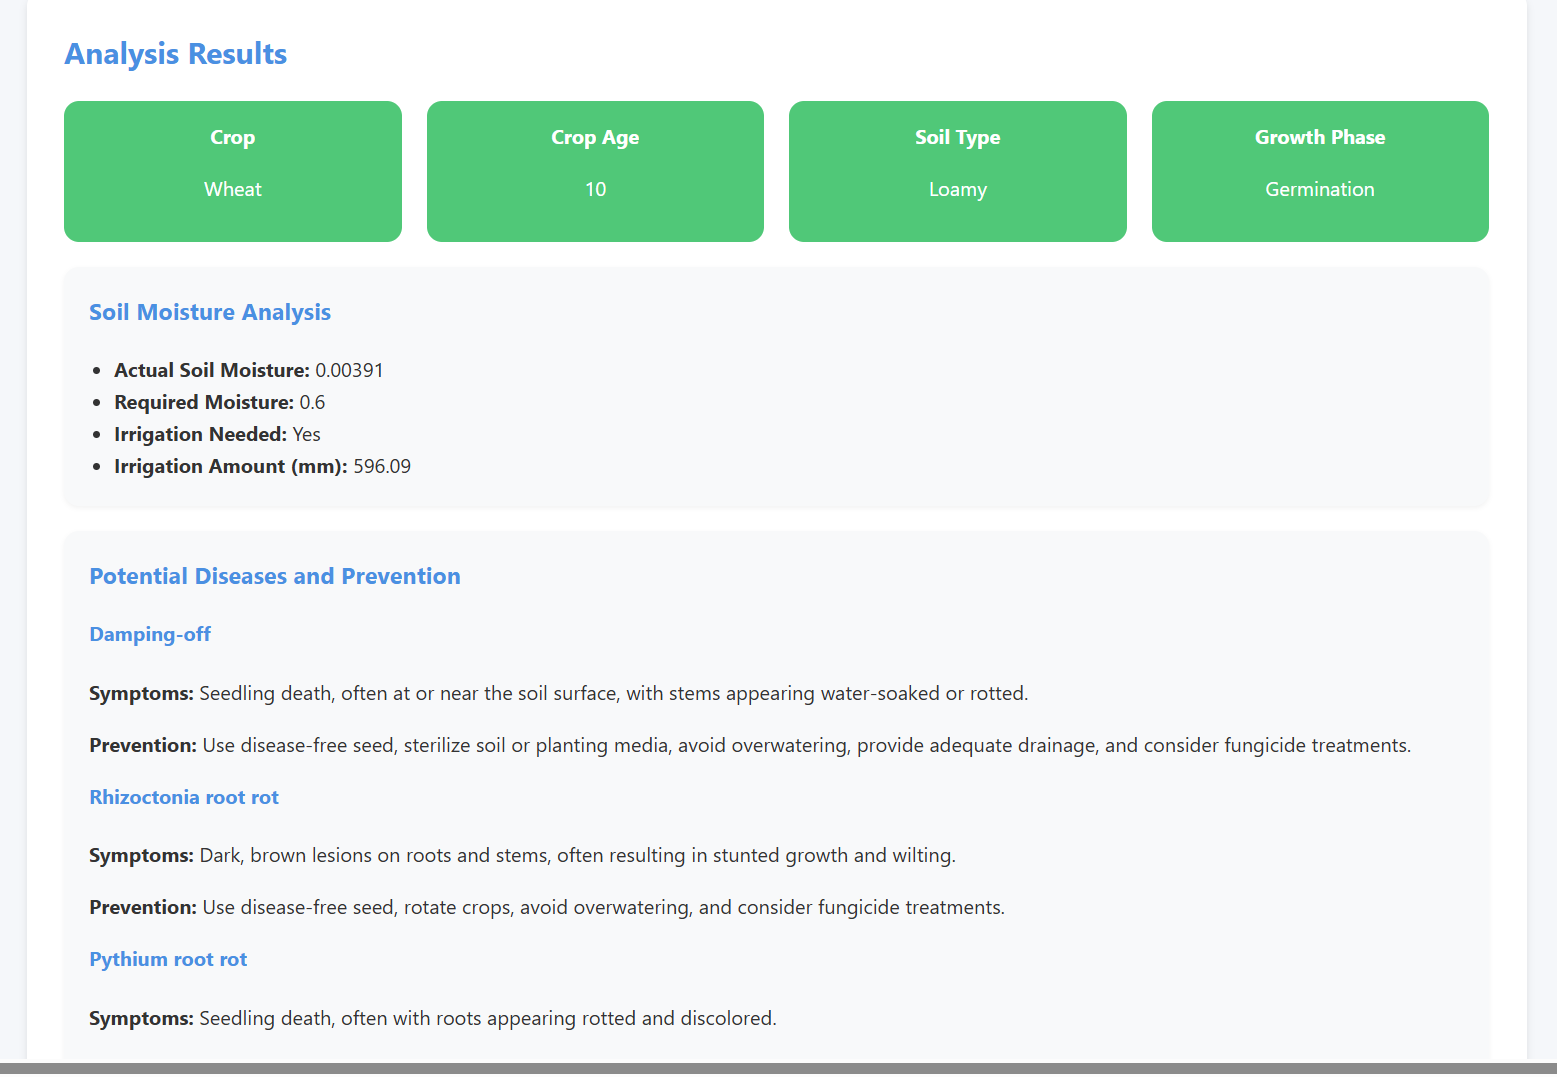 Analysis Results
Crop
Wheat
Crop Age
10
Soil Type
Loamy
Growth Phase
Germination
Soil Moisture Analysis
Actual Soil Moisture: 0.00391
Required Moisture: 0.6
Irrigation Needed: Yes
Irrigation Amount (mm): 596.09
Potential Diseases and Prevention
Damping-off
Symptoms: Seedling death, often at or near the soil surface, with stems appearing water-soaked or rotted.
Prevention: Use disease-free seed, sterilize soil or planting media, avoid overwatering, provide adequate drainage, and consider fungicide treatments.
Rhizoctonia root rot
Symptoms: Dark, brown lesions on roots and stems, often resulting in stunted growth and wilting.
Prevention: Use disease-free seed, rotate crops, avoid overwatering, and consider fungicide treatments.
Pythium root rot
Symptoms: Seedling death, often with roots appearing rotted and discolored.